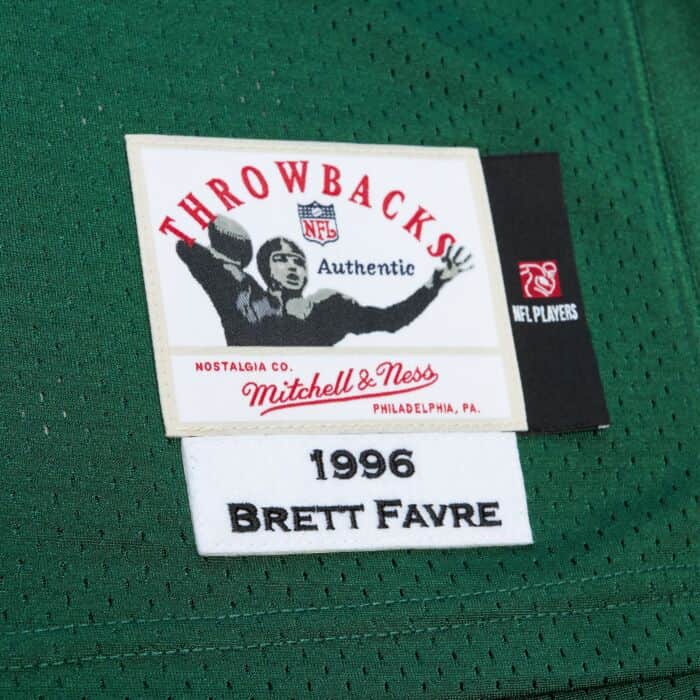 THROWBACKS
NFL
Authentic
NFL PLAYERS
NOSTALGIA CO.
Mitchell & Ness
PHILADELPHIA, PA.
1996
BRETT FAVRE